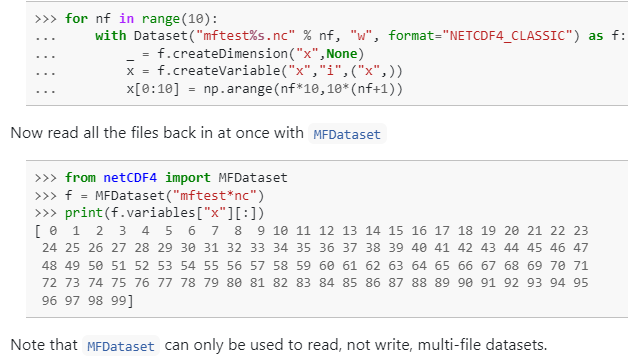 >>> for nf in range(10):
...     with Dataset("mftest%s.nc" % nf, "w", format="NETCDF4_CLASSIC") as f:
...         _ = f.createDimension("x",None)
...         x = f.createVariable("x","i",("x",))
...         x[0:10] = np.arange(nf*10,10*(nf+1))
Now read all the files back in at once with MFDataset
>>> from netCDF4 import MFDataset
>>> f = MFDataset("mftest*nc")
>>> print(f.variables["x"][:])
[ 0  1  2  3  4  5  6  7  8  9 10 11 12 13 14 15 16 17 18 19 20 21 22 23
 24 25 26 27 28 29 30 31 32 33 34 35 36 37 38 39 40 41 42 43 44 45 46 47
 48 49 50 51 52 53 54 55 56 57 58 59 60 61 62 63 64 65 66 67 68 69 70 71
 72 73 74 75 76 77 78 79 80 81 82 83 84 85 86 87 88 89 90 91 92 93 94 95
 96 97 98 99]
Note that MFDataset can only be used to read, not write, multi-file datasets.